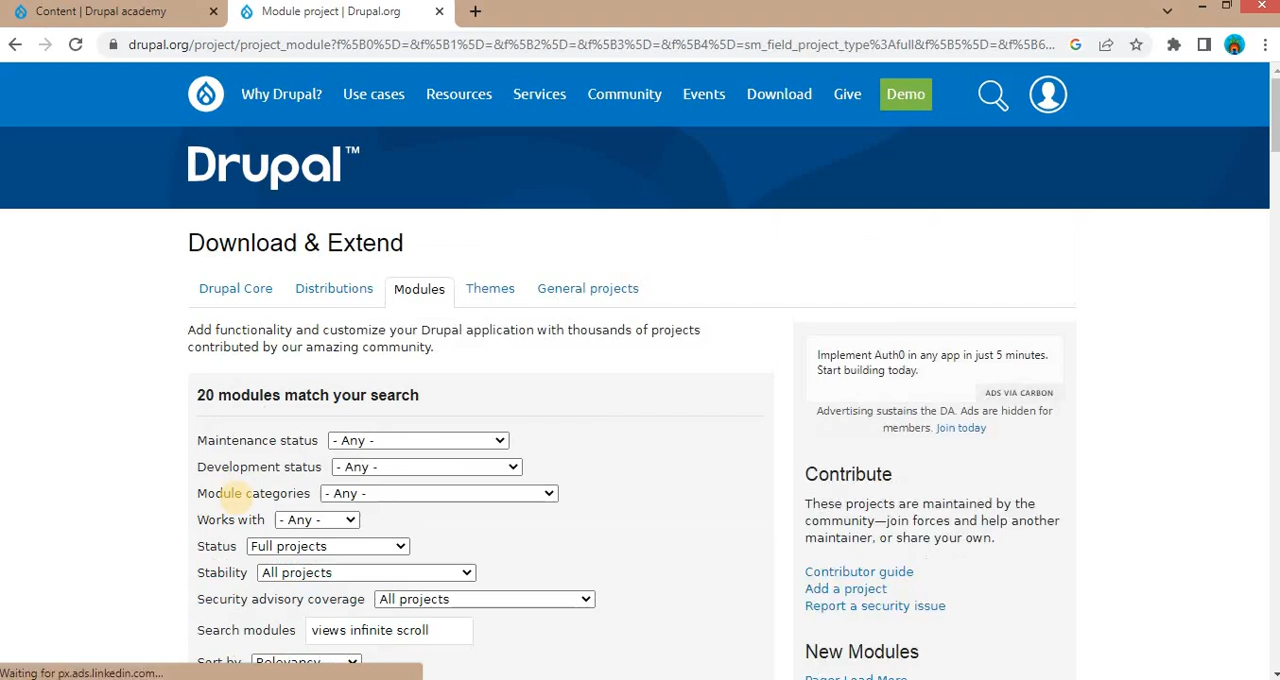 Content | Drupal academy
Module project | Drupal.org
drupal.org/project/project_module?f%5B0%5D=&f%5B1%5D=&f%5B2%5D=&f%5B3%5D=&f%5B4%5D=sm_field_project_type%3Afull&f%5B5%5D=&f%5B6%...
Why Drupal? Use cases Resources Services Community Events Download Give Demo
Drupal™
Download & Extend
Drupal Core Distributions Modules Themes General projects
Add functionality and customize your Drupal application with thousands of projects
contributed by our amazing community.
20 modules match your search
Maintenance status - Any -
Development status - Any -
Module categories - Any -
Works with - Any -
Status Full projects
Stability All projects
Security advisory coverage All projects
Search modules views infinite scroll
Sort by Relevancy
Implement Auth0 in any app in just 5 minutes.
Start building today.
ADS VIA CARBON
Advertising sustains the DA. Ads are hidden for
members. Join today
Contribute
These projects are maintained by the
community—join forces and help another
maintainer, or share your own.
Contributor guide
Add a project
Report a security issue
New Modules
Pager Load More
Waiting for px.ads.linkedin.com...